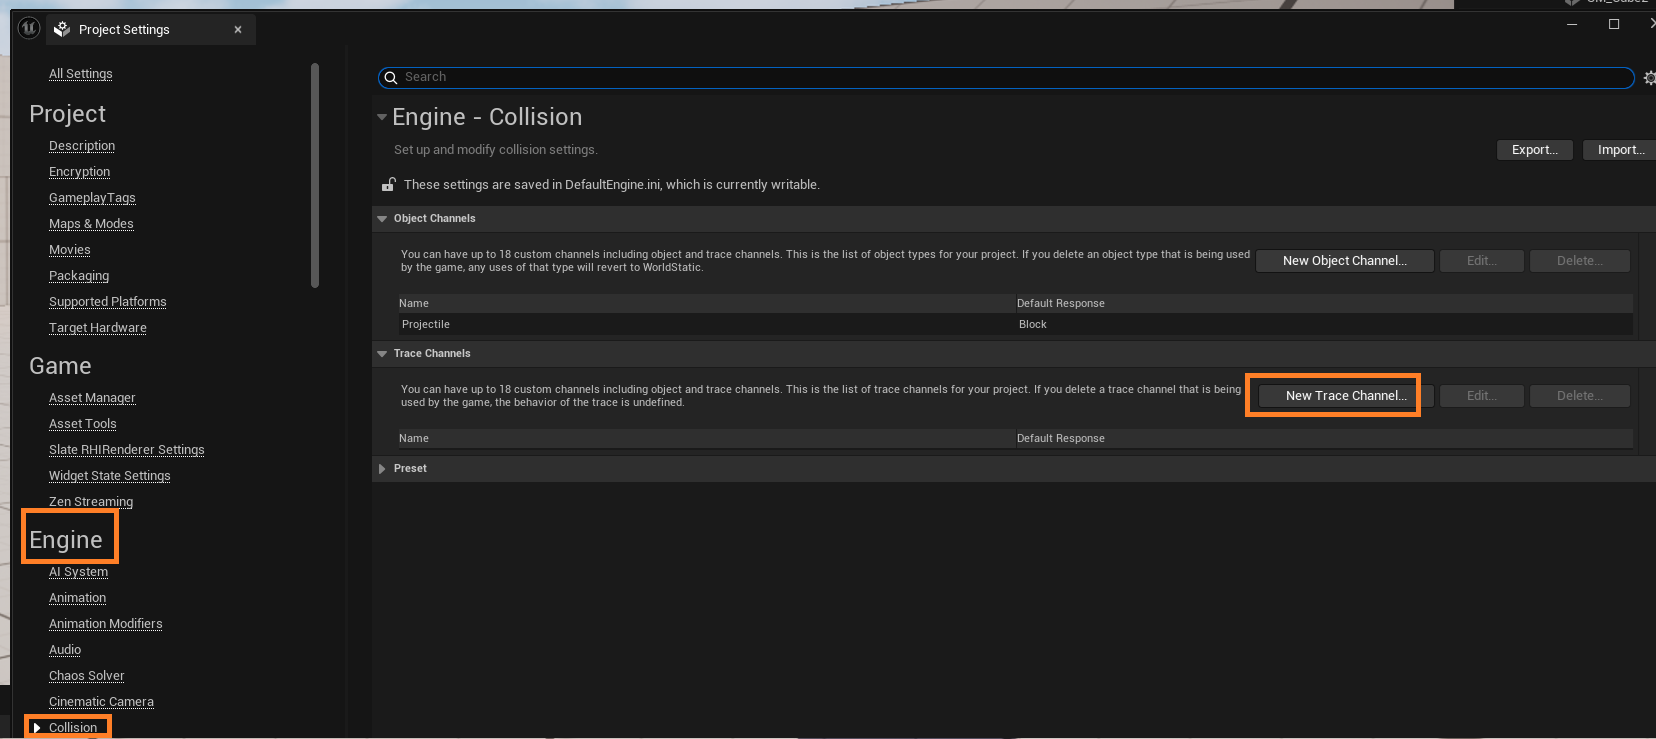 Project Settings
All Settings
Project
Description
Encryption
GameplayTags
Maps & Modes
Movies
Packaging
Supported Platforms
Target Hardware
Game
Asset Manager
Asset Tools
Slate RHIRenderer Settings
Widget State Settings
Zen Streaming
Engine
AI System
Animation
Animation Modifiers
Audio
Chaos Solver
Cinematic Camera
Collision
Search
Engine - Collision
Set up and modify collision settings.
Export...
Import...
These settings are saved in DefaultEngine.ini, which is currently writable.
Object Channels
You can have up to 18 custom channels including object and trace channels. This is the list of object types for your project. If you delete an object type that is being used
by the game, any uses of that type will revert to WorldStatic.
New Object Channel...
Edit...
Delete...
Name
Default Response
Projectile
Block
Trace Channels
You can have up to 18 custom channels including object and trace channels. This is the list of trace channels for your project. If you delete a trace channel that is being
used by the game, the behavior of the trace is undefined.
New Trace Channel...
Edit...
Delete...
Name
Default Response
Preset